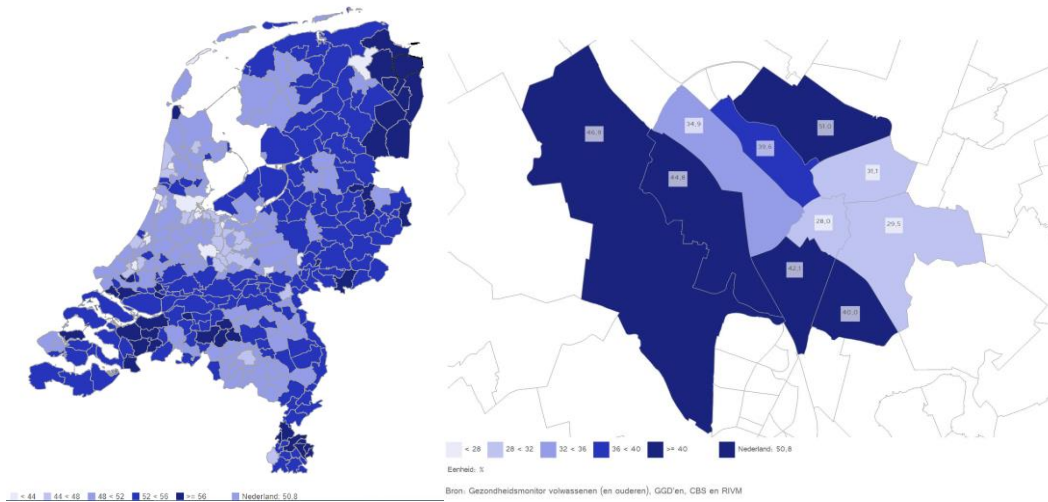 46,9
34,9
39,6
51,0
44,6
31,1
28,0
29,5
42,1
40,0
< 28 28 < 32 32 < 36 36 < 40 >= 40 Nederland: 50,8
Eenheid: %
< 44 44 < 48 48 < 52 52 < 56 >= 56 Nederland: 50,8
Bron: Gezondheidsmonitor volwassenen (en ouderen), GGD'en, CBS en RIVM